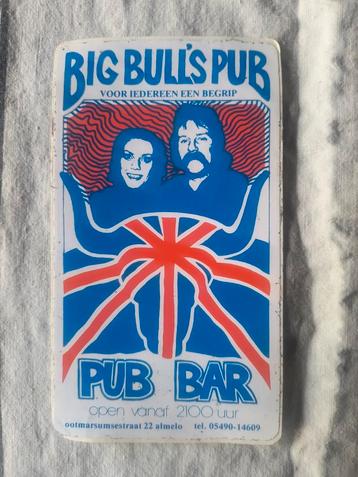 BIG BULL'S PUB
VOOR IEDEREEN EEN BEGRIP
PUB BAR
open vanaf 2100 uur
ootmarsumsestraat 22 almelo tel. 05490-14609